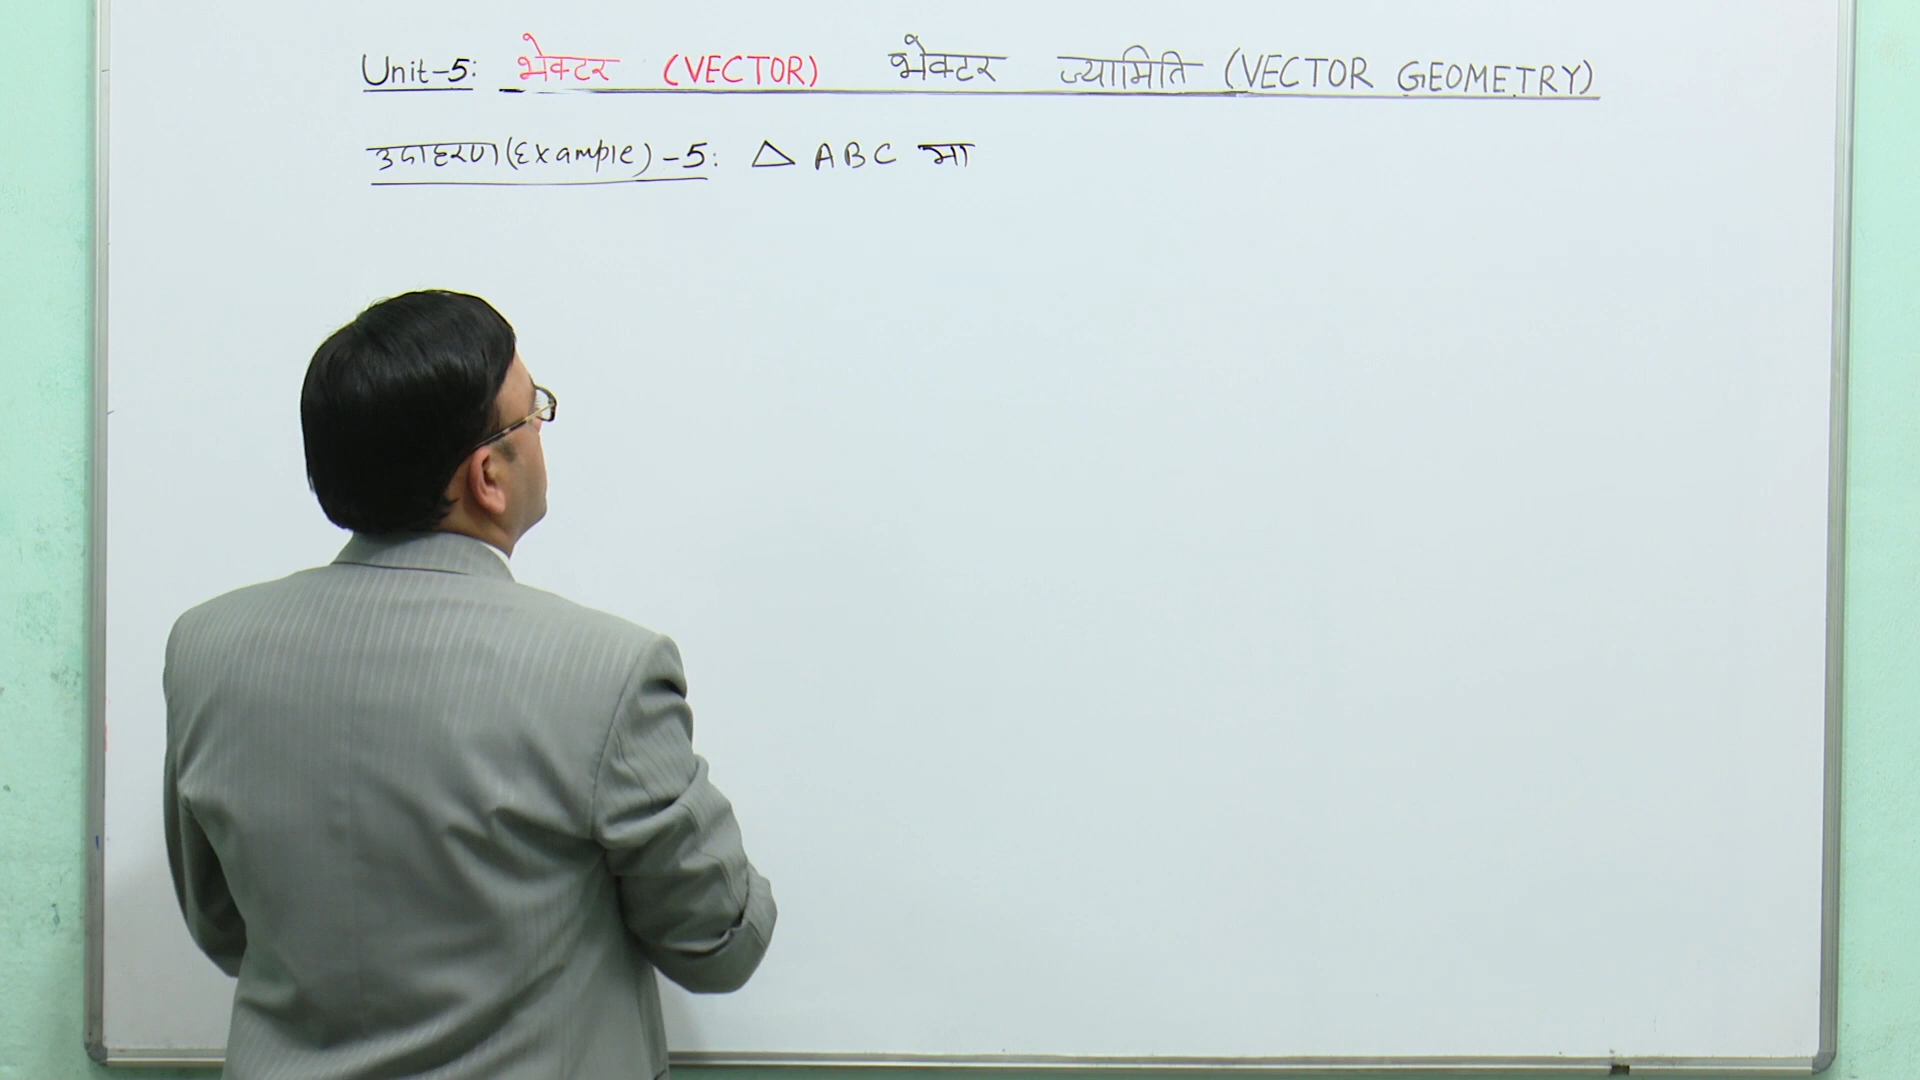 Unit-5: भेक्टर (VECTOR) भेक्टर ज्यामिति (VECTOR GEOMETRY)
उदाहरण (Example) -5: △ ABC मा